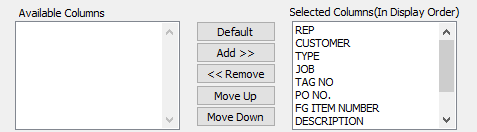 Available Columns
Selected Columns(In Display Order)
Default
Add >>
<< Remove
Move Up
Move Down
REP
CUSTOMER
TYPE
JOB
TAG NO
PO NO.
FG ITEM NUMBER
DESCRIPTION